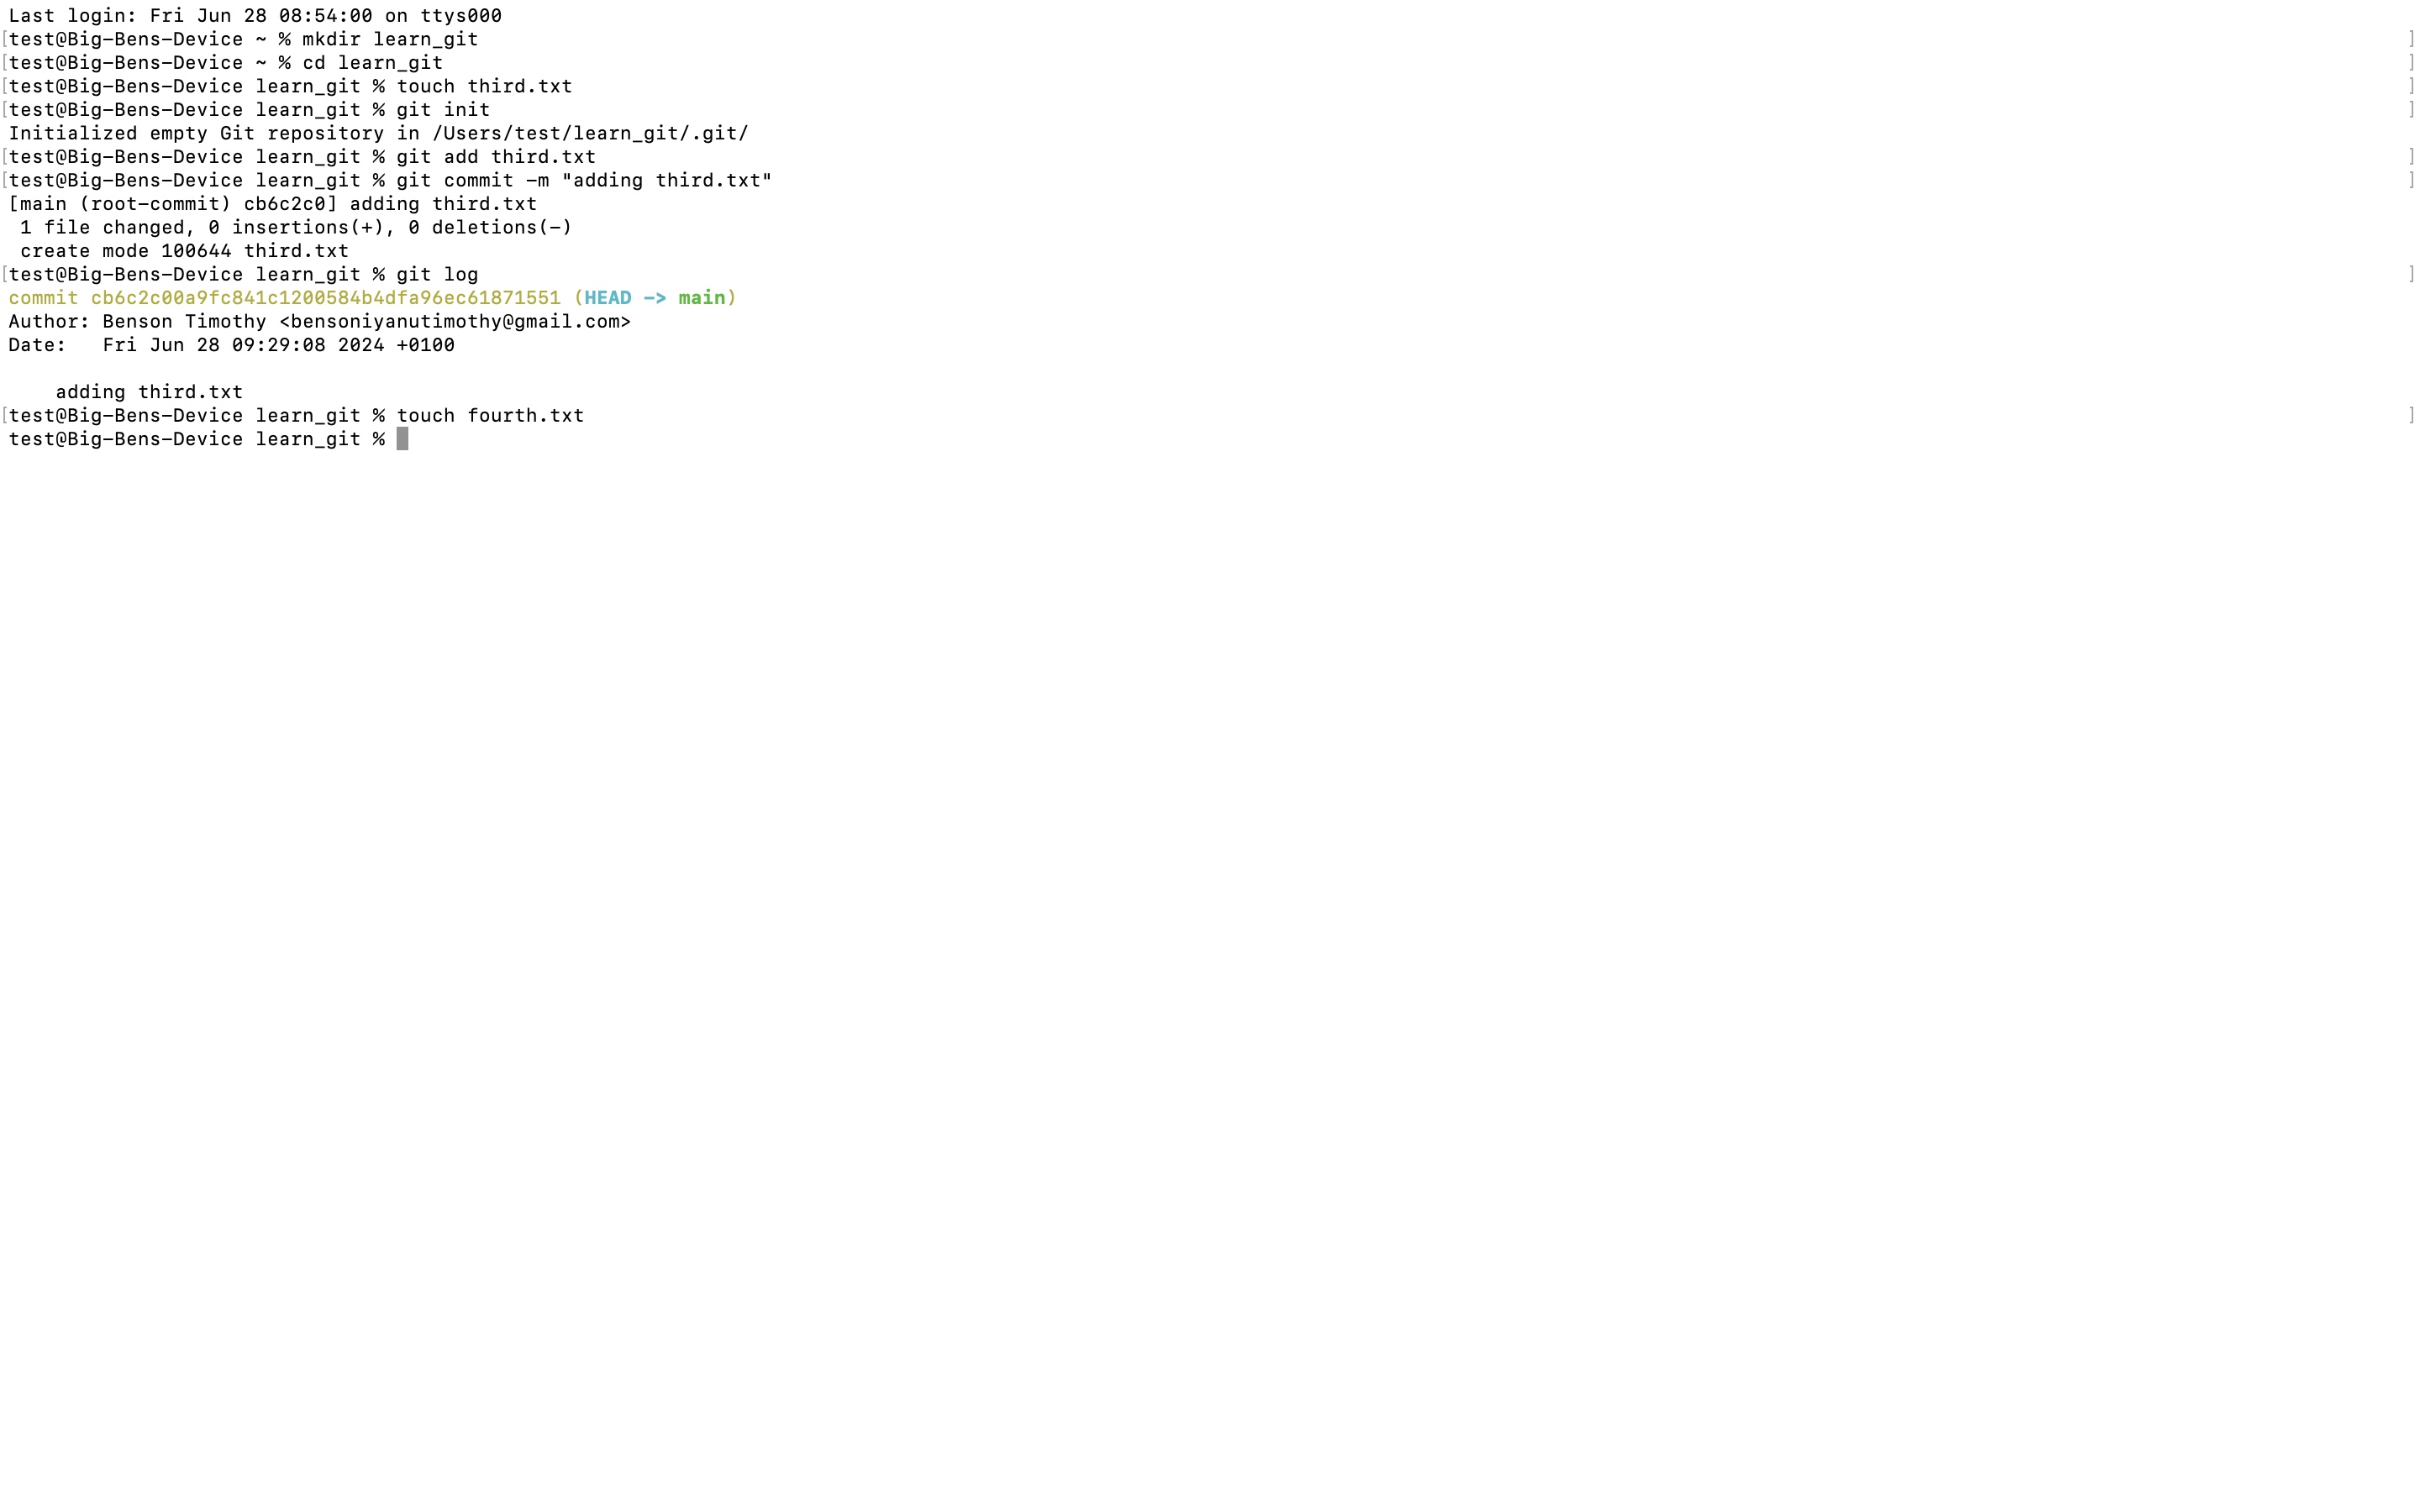 Last login: Fri Jun 28 08:54:00 on ttys000
[test@Big-Bens-Device ~ % mkdir learn_git ]
[test@Big-Bens-Device ~ % cd learn_git ]
[test@Big-Bens-Device learn_git % touch third.txt ]
[test@Big-Bens-Device learn_git % git init ]
Initialized empty Git repository in /Users/test/learn_git/.git/
[test@Big-Bens-Device learn_git % git add third.txt ]
[test@Big-Bens-Device learn_git % git commit -m "adding third.txt" ]
[main (root-commit) cb6c2c0] adding third.txt
 1 file changed, 0 insertions(+), 0 deletions(-)
 create mode 100644 third.txt
[test@Big-Bens-Device learn_git % git log ]
commit cb6c2c00a9fc841c1200584b4dfa96ec61871551 (HEAD -> main)
Author: Benson Timothy <bensoniyanutimothy@gmail.com>
Date:   Fri Jun 28 09:29:08 2024 +0100
    adding third.txt
[test@Big-Bens-Device learn_git % touch fourth.txt ]
test@Big-Bens-Device learn_git %